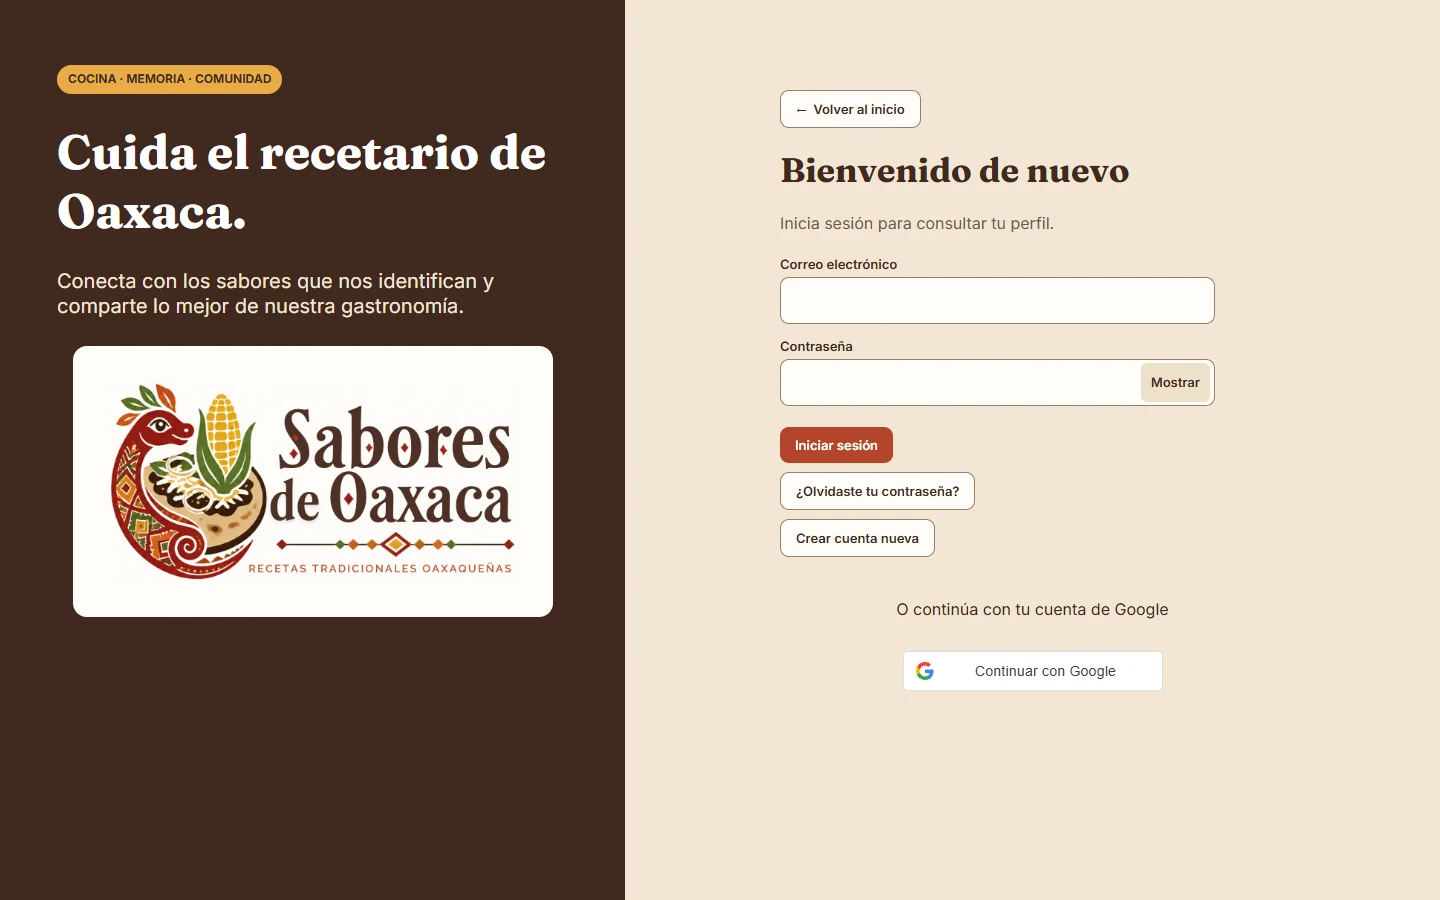 COCINA · MEMORIA · COMUNIDAD
Cuida el recetario de
Oaxaca.
Conecta con los sabores que nos identifican y
comparte lo mejor de nuestra gastronomía.
Sabores
de Oaxaca
RECETAS TRADICIONALES OAXAQUEÑAS
← Volver al inicio
Bienvenido de nuevo
Inicia sesión para consultar tu perfil.
Correo electrónico
Contraseña
Mostrar
Iniciar sesión
¿Olvidaste tu contraseña?
Crear cuenta nueva
O continúa con tu cuenta de Google
Continuar con Google